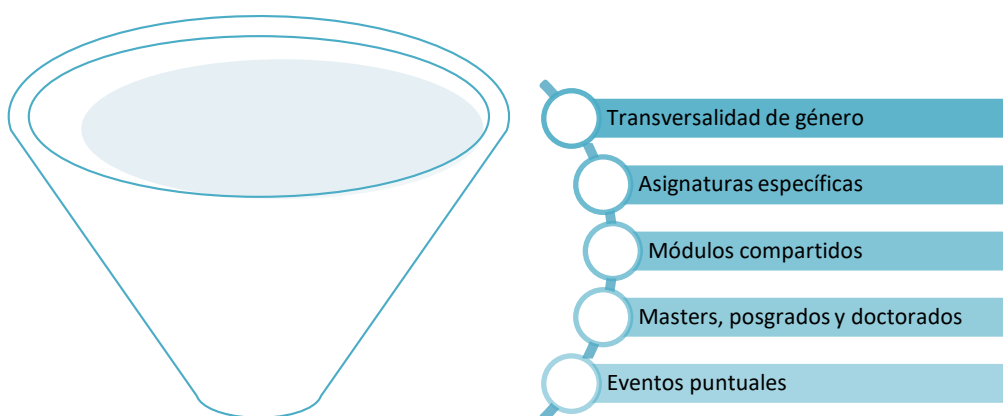 Transversalidad de género
Asignaturas específicas
Módulos compartidos
Masters, posgrados y doctorados
Eventos puntuales